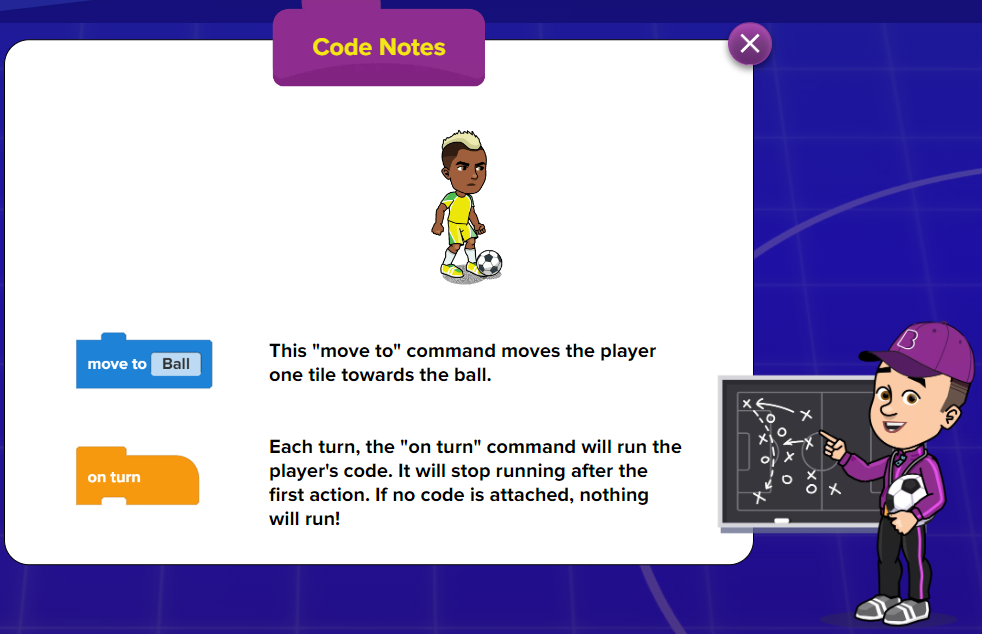 Code Notes
move to Ball
This "move to" command moves the player
one tile towards the ball.
on turn
Each turn, the "on turn" command will run the
player's code. It will stop running after the
first action. If no code is attached, nothing
will run!
B